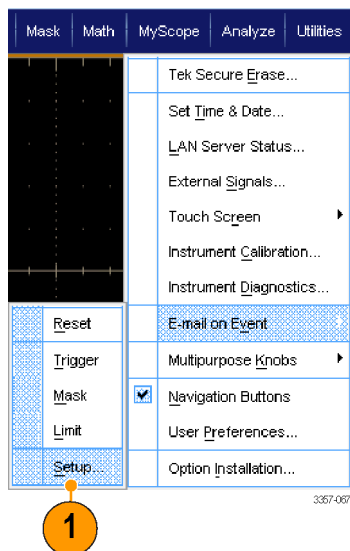 Mask Math MyScope Analyze Utilities
Tek Secure Erase...
Set Time & Date...
LAN Server Status...
External Signals...
Touch Screen
Instrument Calibration...
Instrument Diagnostics...
E-mail on Event
Multipurpose Knobs
Navigation Buttons
User Preferences...
Option Installation...
Reset
Trigger
Mask
Limit
Setup...
1
3357-067